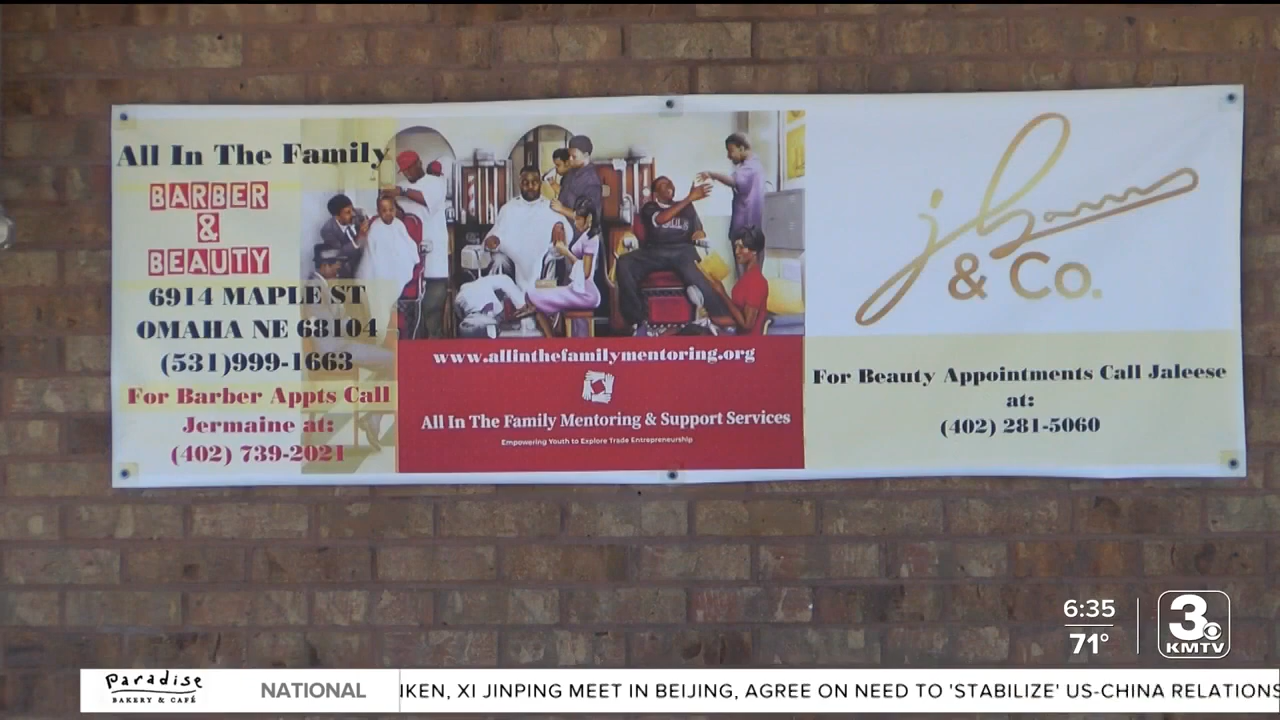 All In The Family
BARBER
&
BEAUTY
6914 MAPLE ST
OMAHA NE 68104
(531)999-1663
For Barber Appts Call
Jermaine at:
(402) 739-2021
www.allinthefamilymentoring.org
All In The Family Mentoring & Support Services
Empowering Youth to Explore Trade Entrepreneurship
& Co.
For Beauty Appointments Call Jaleese
at:
(402) 281-5060
6:35
71°
3
KMTV
Paradise
BAKERY & CAFÉ
NATIONAL
IKEN, XI JINPING MEET IN BEIJING, AGREE ON NEED TO 'STABILIZE' US-CHINA RELATIONS